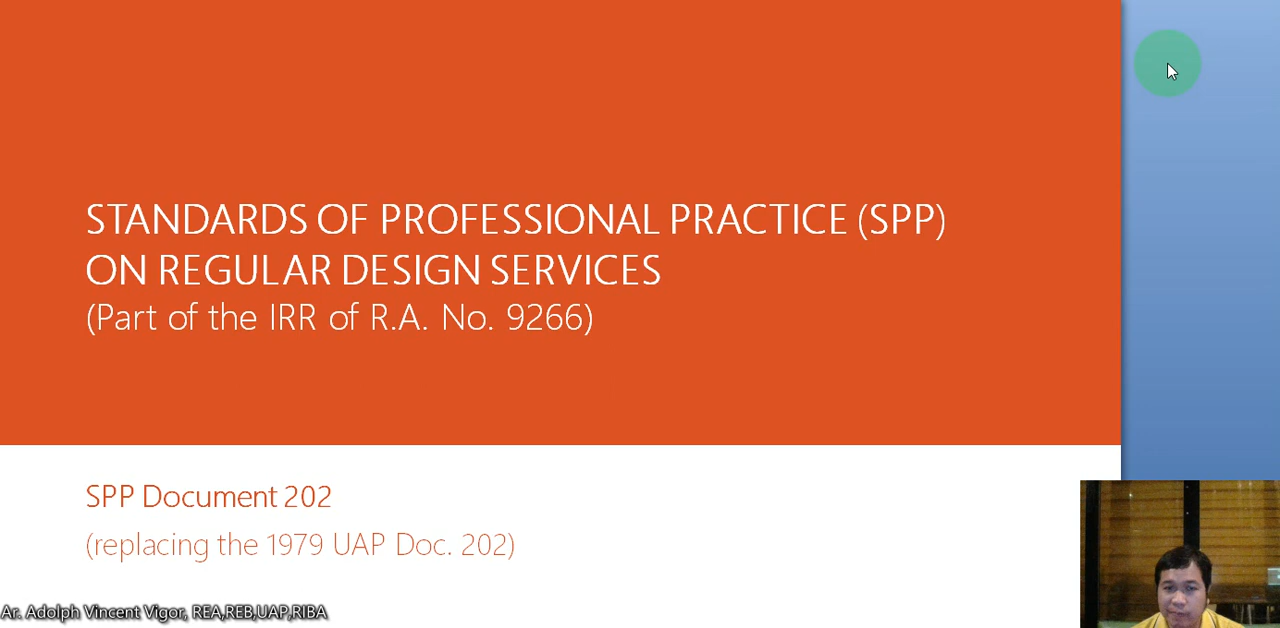 STANDARDS OF PROFESSIONAL PRACTICE (SPP)
ON REGULAR DESIGN SERVICES
(Part of the IRR of R.A. No. 9266)
SPP Document 202
(replacing the 1979 UAP Doc. 202)
Ar. Adolph Vincent Vigor, REA,REB,UAP,RIBA